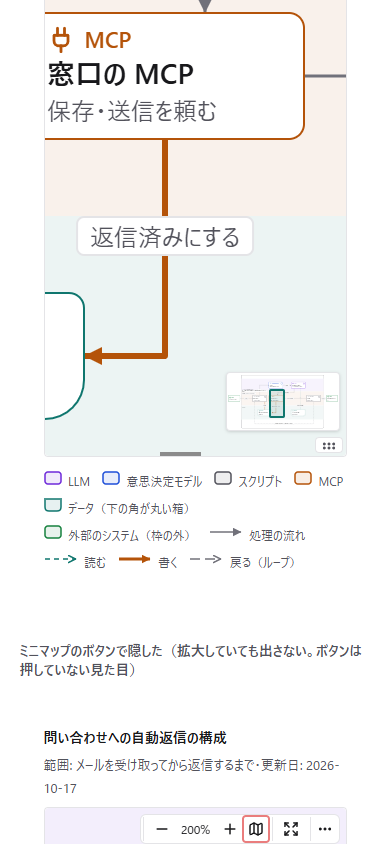 MCP
窓口の MCP
保存・送信を頼む
返信済みにする
LLM 意思決定モデル スクリプト MCP
データ（下の角が丸い箱）
外部のシステム（枠の外） 処理の流れ
読む 書く 戻る（ループ）
ミニマップのボタンで隠した（拡大していても出さない。ボタンは
押していない見た目）
問い合わせへの自動返信の構成
範囲: メールを受け取ってから返信するまで・更新日: 2026-
10-17
200%